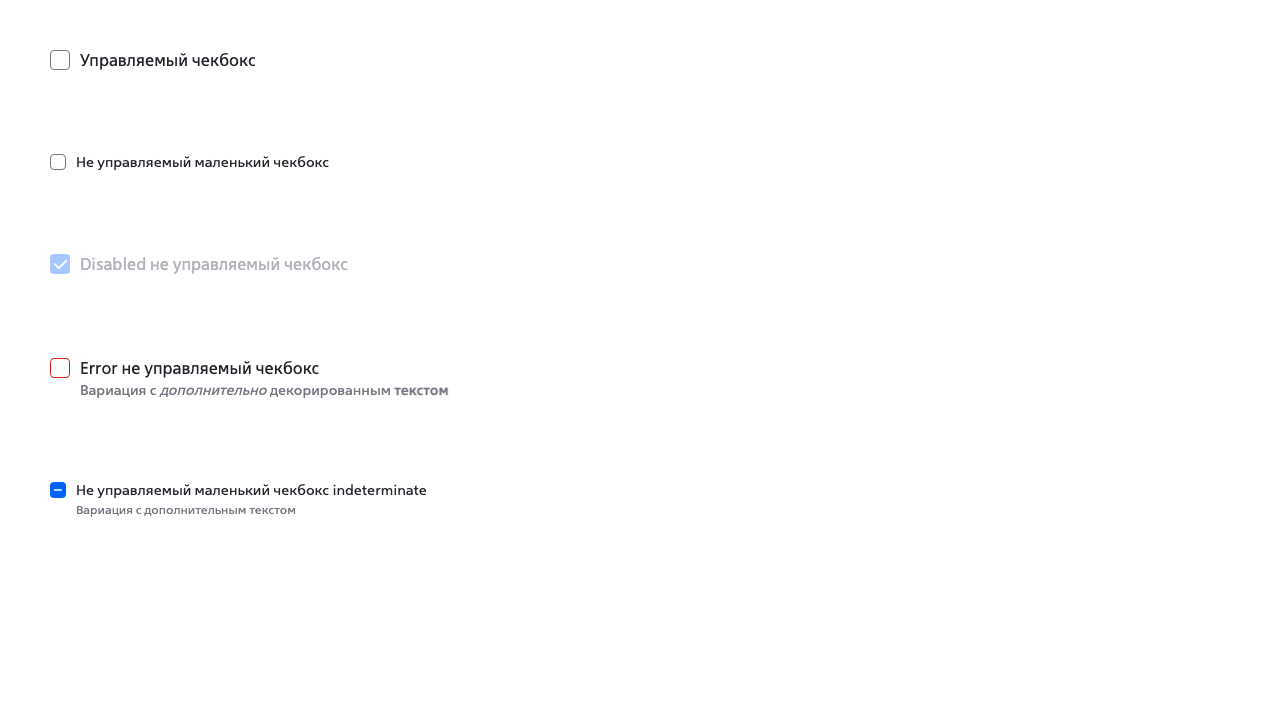 Управляемый чекбокс
Не управляемый маленький чекбокс
Disabled не управляемый чекбокс
Error не управляемый чекбокс
Вариация с дополнительно декорированным текстом
Не управляемый маленький чекбокс indeterminate
Вариация с дополнительным текстом